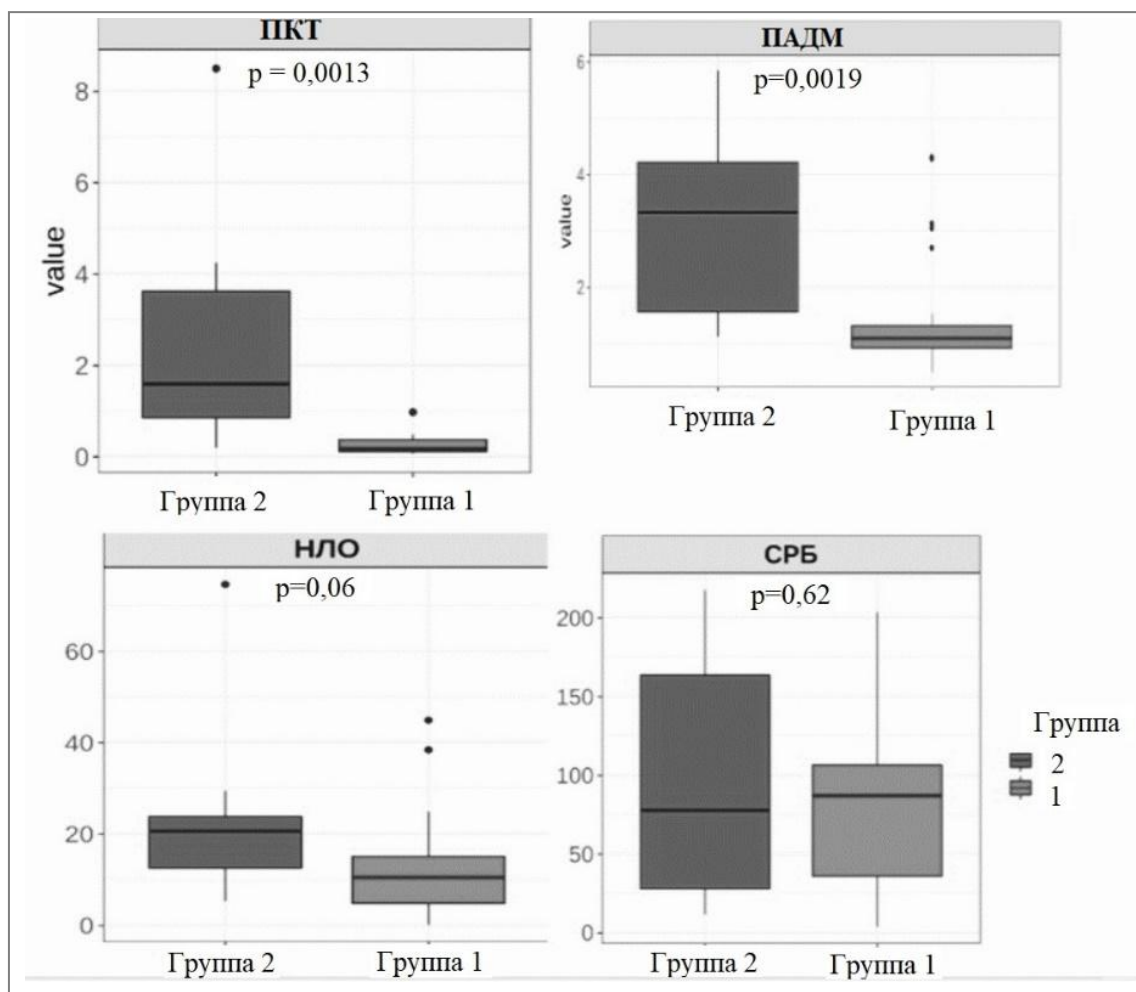 ПКТ
p = 0,0013
8
6
4
2
0
value
Группа 2
Группа 1
ПАДМ
p=0,0019
6
4
2
value
Группа 2
Группа 1
НЛО
p=0,06
60
40
20
0
Группа 2
Группа 1
СРБ
p=0,62
200
150
100
50
0
Группа 2
Группа 1
Группа
2
1